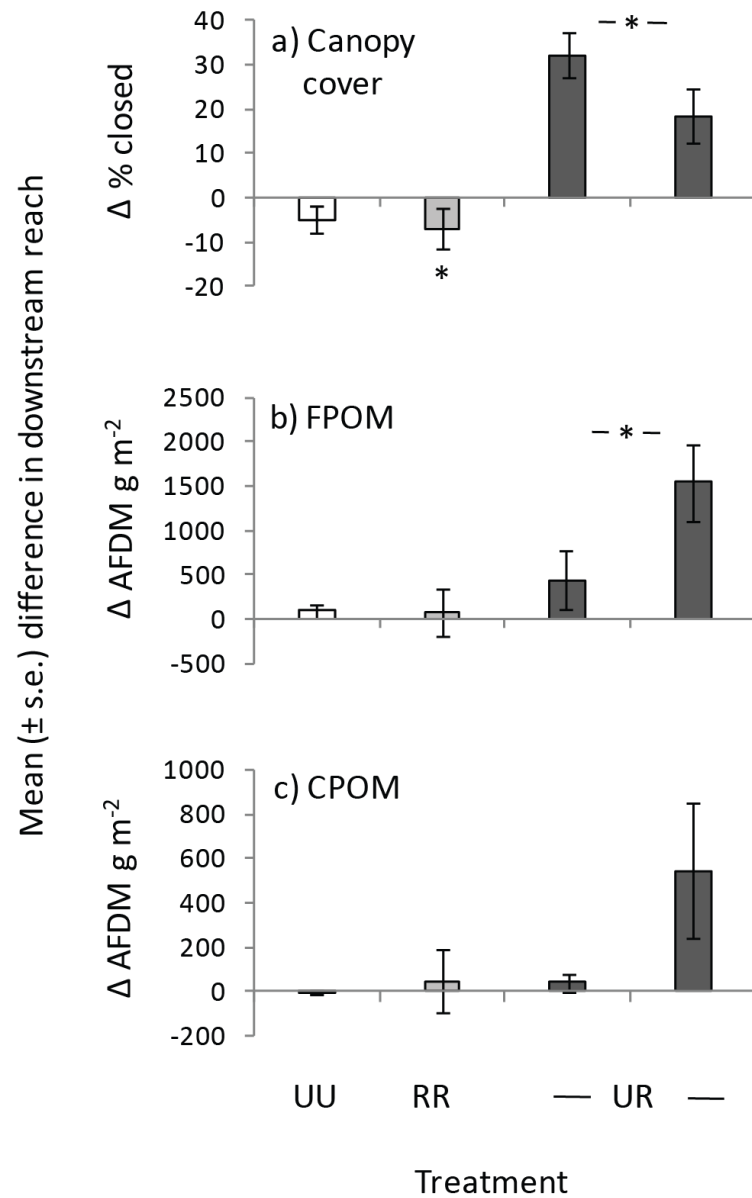 Mean (± s.e.) difference in downstream reach
a) Canopy
cover
Δ % closed
40
30
20
10
0
-10
-20
— * —
*
b) FPOM
Δ AFDM g m⁻²
2500
2000
1500
1000
500
0
-500
— * —
c) CPOM
Δ AFDM g m⁻²
1000
800
600
400
200
0
-200
UU RR — UR —
Treatment